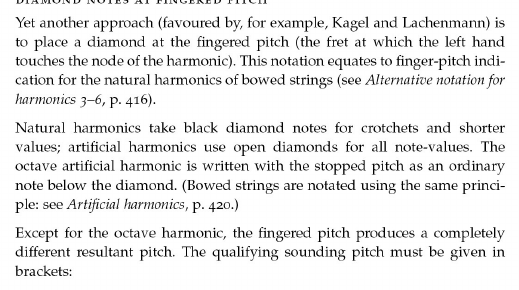 DIAMOND NOTES AT FINGERED PITCH
Yet another approach (favoured by, for example, Kagel and Lachenmann) is
to place a diamond at the fingered pitch (the fret at which the left hand
touches the node of the harmonic). This notation equates to finger-pitch indi-
cation for the natural harmonics of bowed strings (see Alternative notation for
harmonics 3–6, p. 416).
Natural harmonics take black diamond notes for crotchets and shorter
values; artificial harmonics use open diamonds for all note-values. The
octave artificial harmonic is written with the stopped pitch as an ordinary
note below the diamond. (Bowed strings are notated using the same princi-
ple: see Artificial harmonics, p. 420.)
Except for the octave harmonic, the fingered pitch produces a completely
different resultant pitch. The qualifying sounding pitch must be given in
brackets: